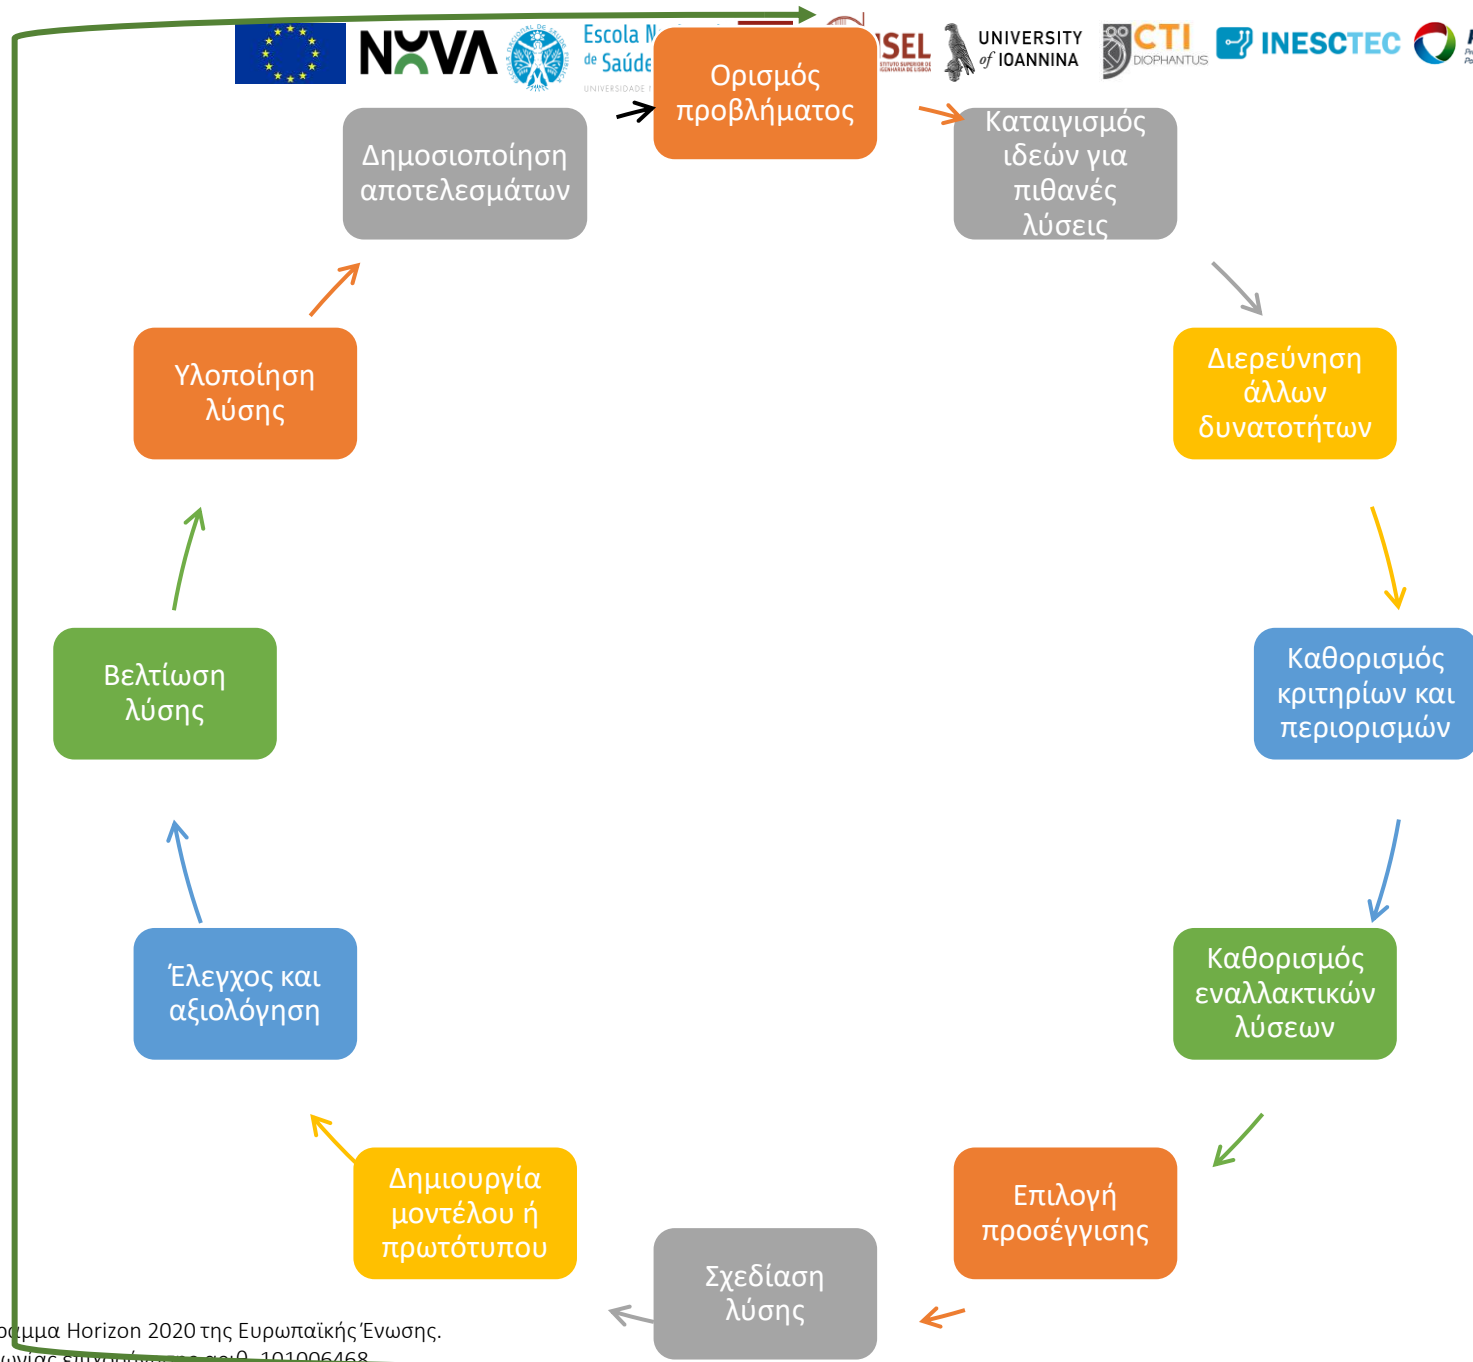 NOVA
Escola N
de Saúde
ISEL
UNIVERSITY
of IOANNINA
CTI
DIOPHANTUS
INESCTEC
Ορισμός
προβλήματος
Καταιγισμός
ιδεών για
πιθανές
λύσεις
Διερεύνηση
άλλων
δυνατοτήτων
Καθορισμός
κριτηρίων και
περιορισμών
Καθορισμός
εναλλακτικών
λύσεων
Επιλογή
προσέγγισης
Σχεδίαση
λύσης
Δημιουργία
μοντέλου ή
πρωτότυπου
Έλεγχος και
αξιολόγηση
Βελτίωση
λύσης
Υλοποίηση
λύσης
Δημοσιοποίηση
αποτελεσμάτων
Horizon 2020 της Ευρωπαϊκής Ένωσης.
101006468